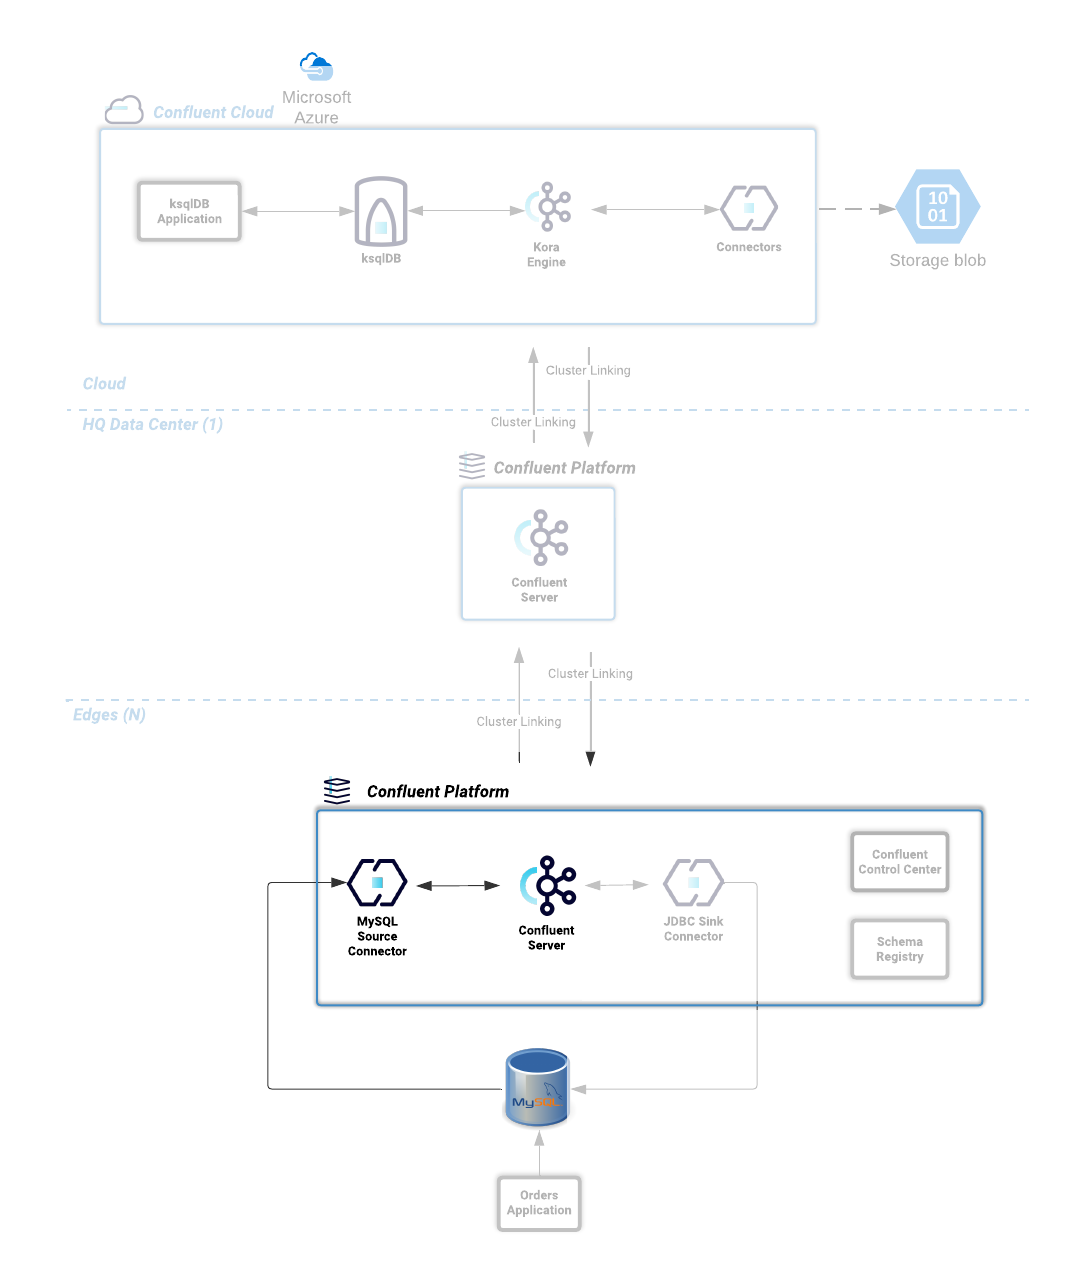 Microsoft
Azure
Confluent Cloud
ksqlDB
Application
ksqlDB
Kora
Engine
Connectors
10
01
Storage blob
Cluster Linking
Cloud
HQ Data Center (1)
Cluster Linking
Confluent Platform
Confluent
Server
Cluster Linking
Edges (N)
Cluster Linking
Confluent Platform
MySQL
Source
Connector
Confluent
Server
JDBC Sink
Connector
Confluent
Control Center
Schema
Registry
MySQL
Orders
Application